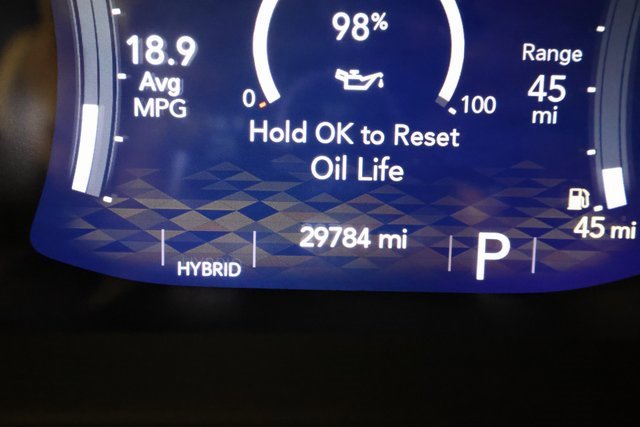 98%
18.9
Avg
MPG
Range
45
mi
0
100
Hold OK to Reset
Oil Life
45 mi
29784 mi
P
HYBRID